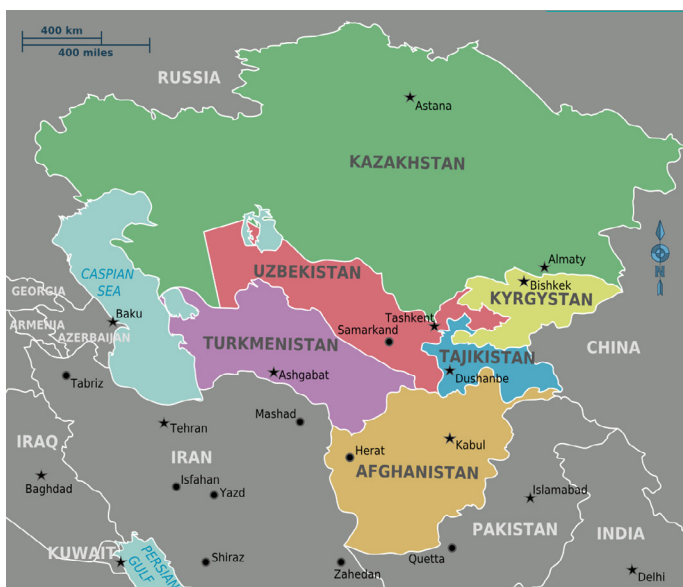 400 km
400 miles
RUSSIA
Astana
KAZAKHSTAN
Almaty
Bishkek
N
CASPIAN
SEA
UZBEKISTAN
KYRGYSTAN
GEORGIA
ARMENIA
AZERBAIJAN
Baku
Tashkent
Samarkand
TURKMENISTAN
TAJIKISTAN
CHINA
Tabriz
Ashgabat
Dushanbe
Mashad
Tehran
IRAQ
IRAN
Herat
Kabul
AFGHANISTAN
Baghdad
Isfahan
Yazd
Islamabad
PAKISTAN
INDIA
KUWAIT
PERSIAN
GULF
Shiraz
Zahedan
Quetta
Delhi